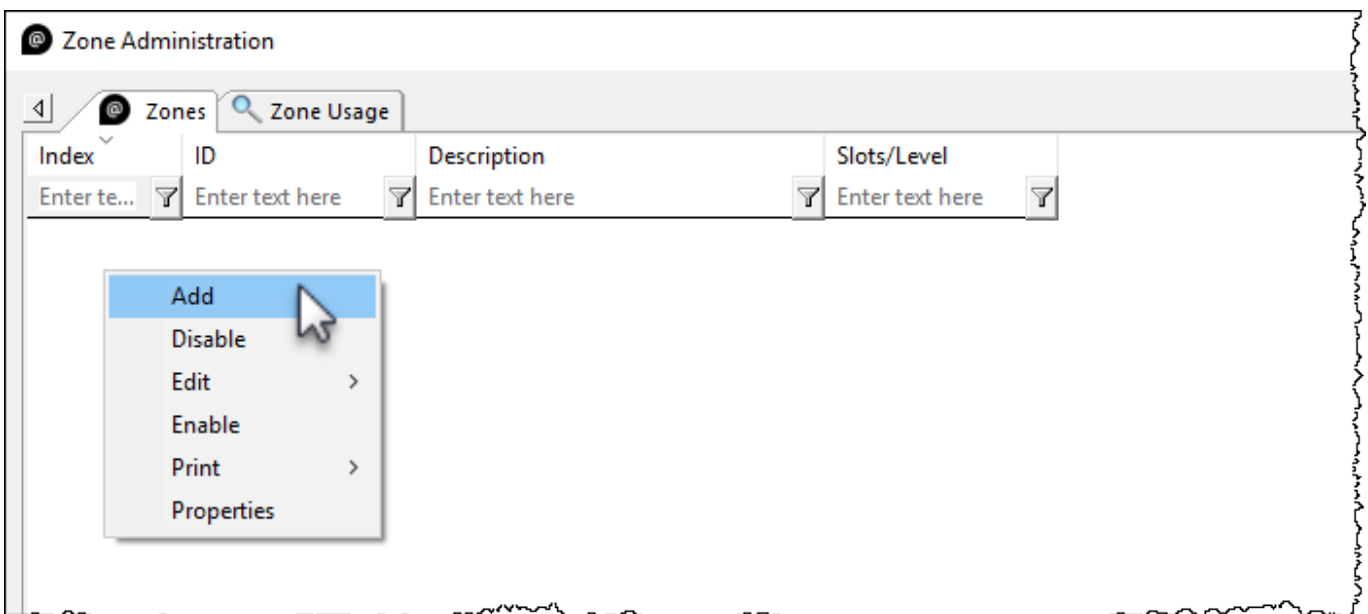 Zone Administration
Zones Zone Usage
Index ID Description Slots/Level
Enter te... Enter text here Enter text here Enter text here
Add
Disable
Edit
Enable
Print
Properties